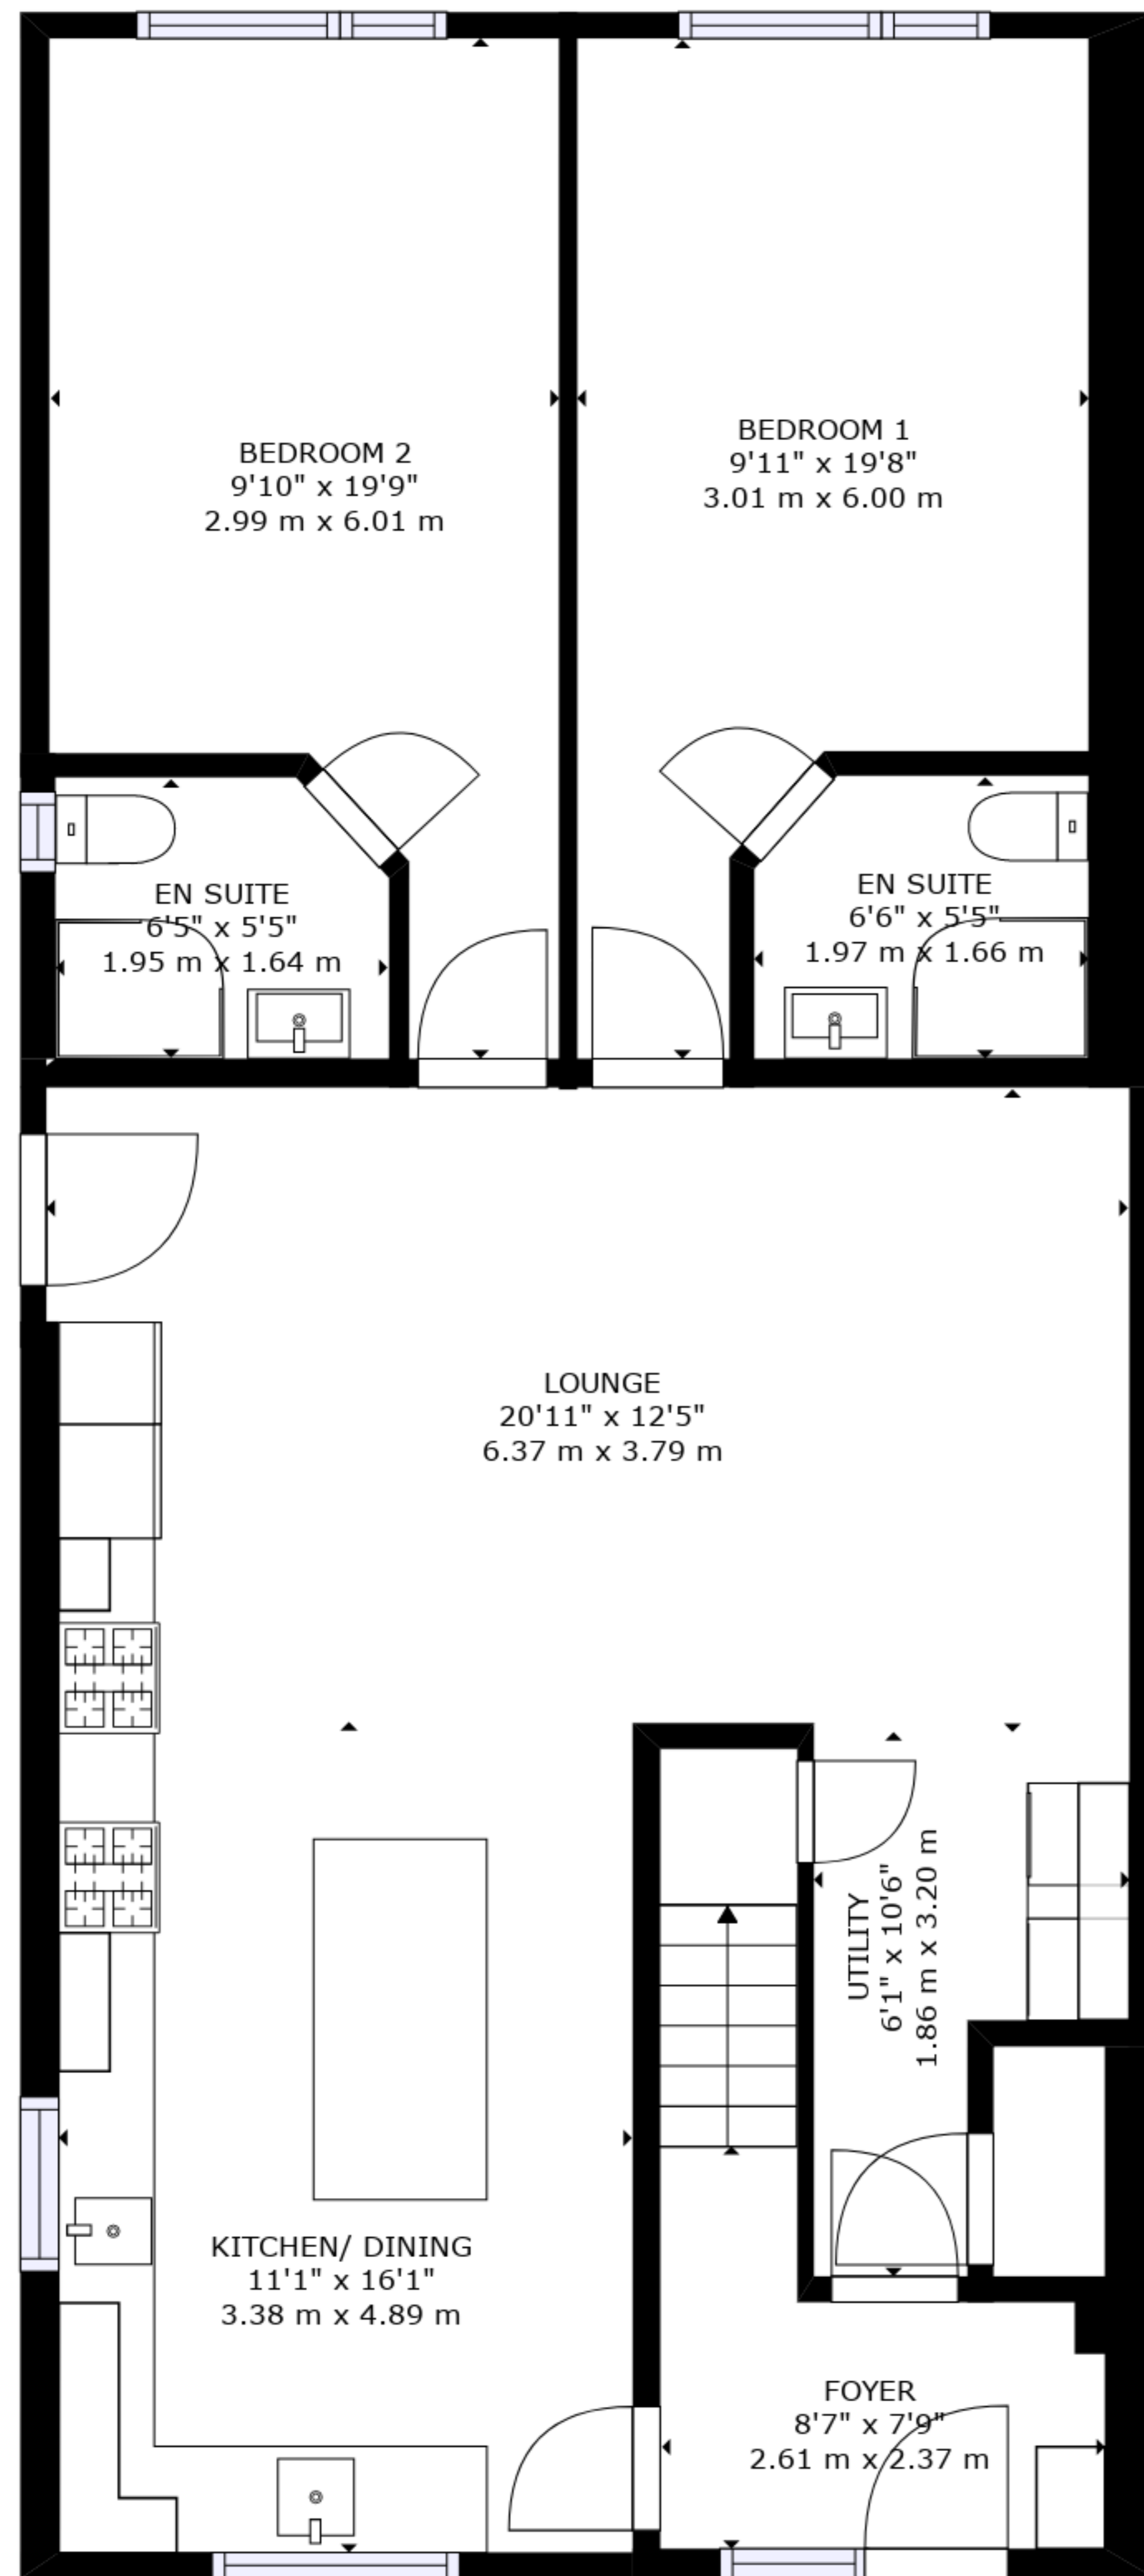 BEDROOM 2
9'10" x 19'9"
2.99 m x 6.01 m
BEDROOM 1
9'11" x 19'8"
3.01 m x 6.00 m
EN SUITE
6'5" x 5'5"
1.95 m x 1.64 m
EN SUITE
6'6" x 5'5"
1.97 m x 1.66 m
LOUNGE
20'11" x 12'5"
6.37 m x 3.79 m
UTILITY
6'1" x 10'6"
1.86 m x 3.20 m
KITCHEN/ DINING
11'1" x 16'1"
3.38 m x 4.89 m
FOYER
8'7" x 7'9"
2.61 m x 2.37 m